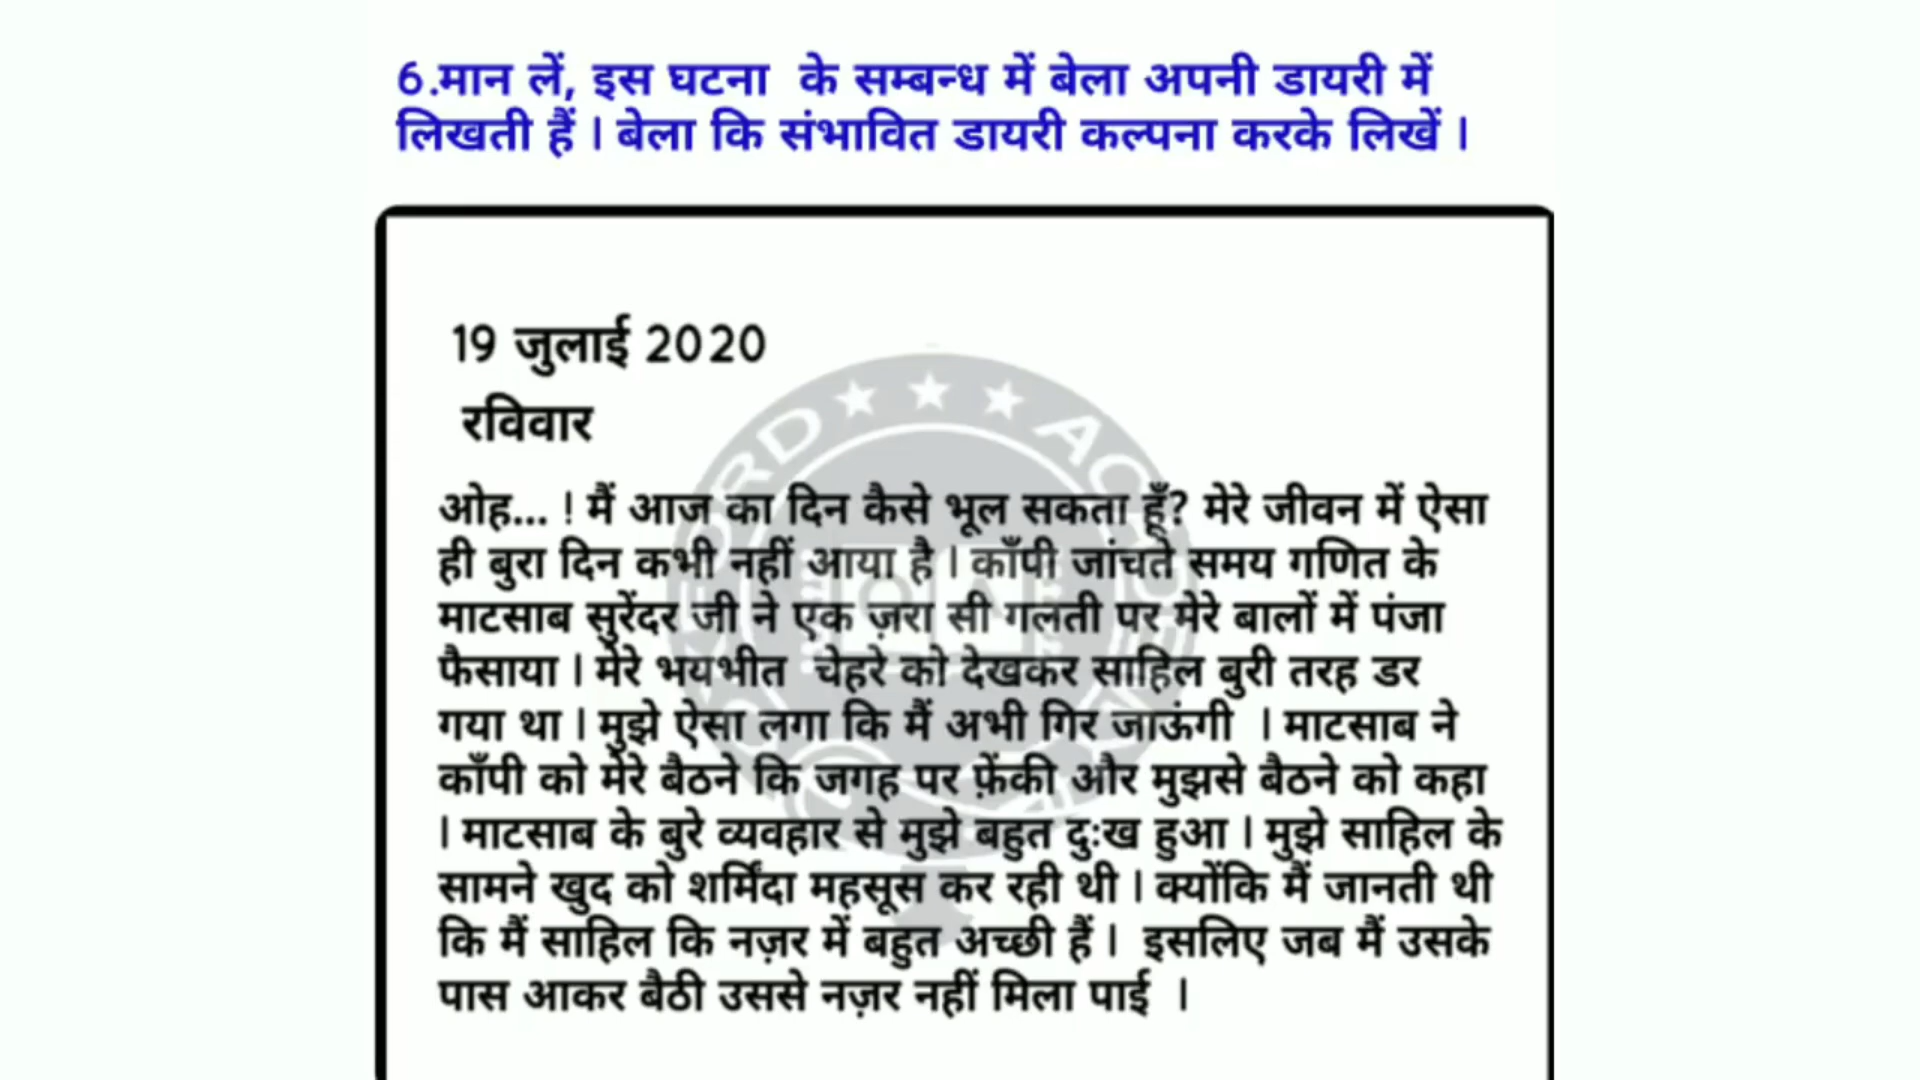 6.मान लें, इस घटना के सम्बन्ध में बेला अपनी डायरी में
लिखती हैं । बेला कि संभावित डायरी कल्पना करके लिखें ।
19 जुलाई 2020
रविवार
ओह... ! मैं आज का दिन कैसे भूल सकता हूँ? मेरे जीवन में ऐसा
ही बुरा दिन कभी नहीं आया है । काँपी जांचते समय गणित के
माटसाब सुरेंदर जी ने एक ज़रा सी गलती पर मेरे बालों में पंजा
फैसाया । मेरे भयभीत चेहरे को देखकर साहिल बुरी तरह डर
गया था । मुझे ऐसा लगा कि मैं अभी गिर जाऊंगी । माटसाब ने
काँपी को मेरे बैठने कि जगह पर फ़ेंकी और मुझसे बैठने को कहा
। माटसाब के बुरे व्यवहार से मुझे बहुत दुःख हुआ । मुझे साहिल के
सामने खुद को शर्मिंदा महसूस कर रही थी । क्योंकि मैं जानती थी
कि मैं साहिल कि नज़र में बहुत अच्छी हैं । इसलिए जब मैं उसके
पास आकर बैठी उससे नज़र नहीं मिला पाई ।